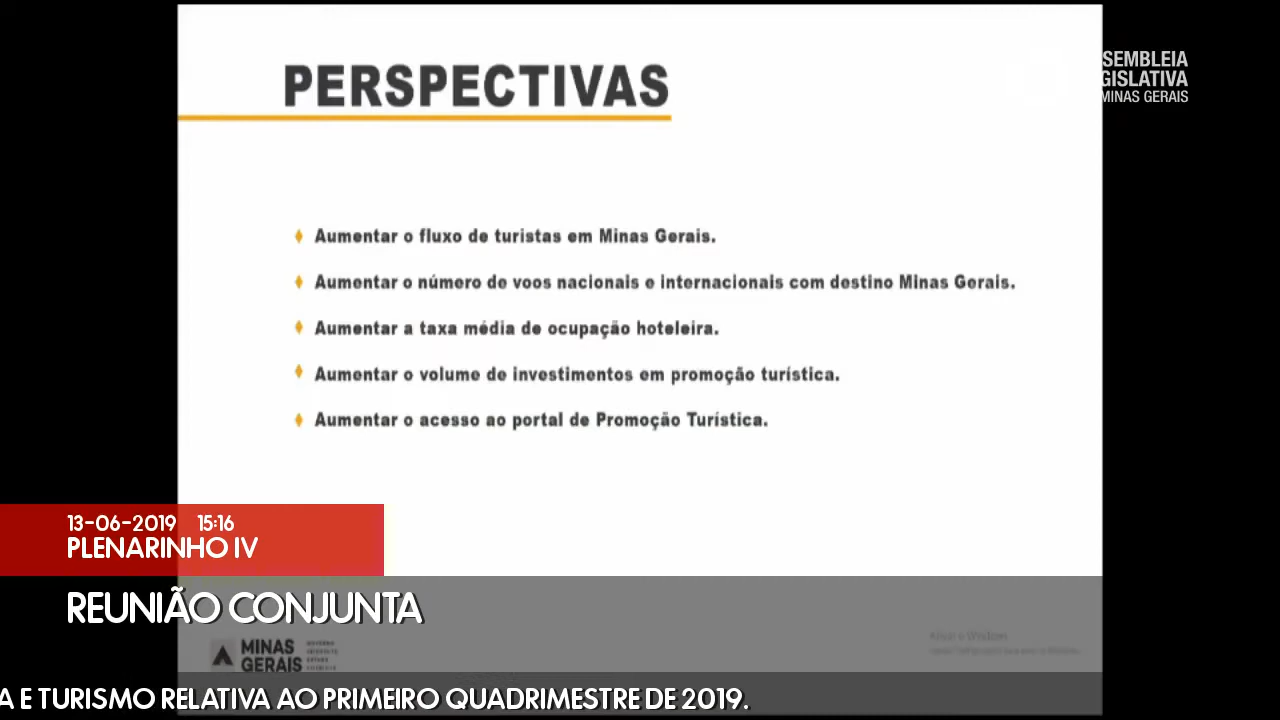 PERSPECTIVAS
SEMBLEIA
GISLATIVA
MINAS GERAIS
Aumentar o fluxo de turistas em Minas Gerais.
Aumentar o número de voos nacionais e internacionais com destino Minas Gerais.
Aumentar a taxa média de ocupação hoteleira.
Aumentar o volume de investimentos em promoção turística.
Aumentar o acesso ao portal de Promoção Turística.
13-06-2019 15:16
PLENARINHO IV
REUNIÃO CONJUNTA
MINAS
GERAIS
A E TURISMO RELATIVA AO PRIMEIRO QUADRIMESTRE DE 2019.